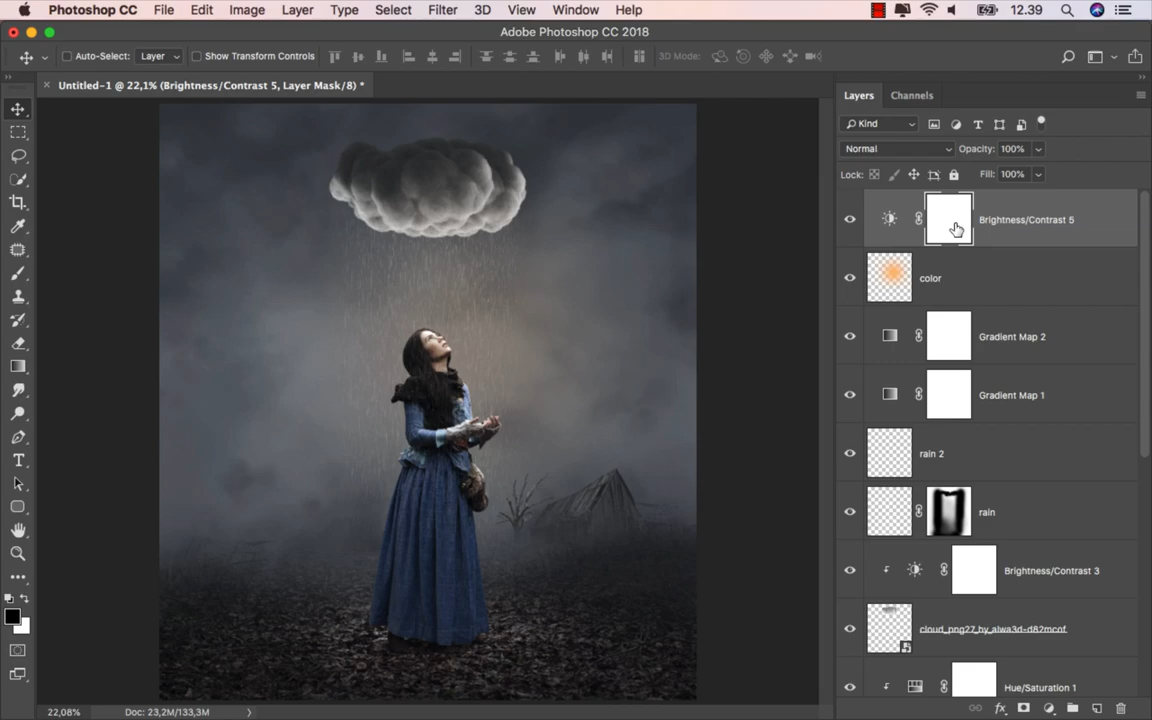 Photoshop CC File Edit Image Layer Type Select Filter 3D View Window Help 12.39
Adobe Photoshop CC 2018
Auto-Select: Layer Show Transform Controls 3D Mode:
Untitled-1 @ 22,1% (Brightness/Contrast 5, Layer Mask/8) *
Layers Channels
Kind
Normal Opacity: 100%
Lock: Fill: 100%
Brightness/Contrast 5
color
Gradient Map 2
Gradient Map 1
rain 2
rain
Brightness/Contrast 3
cloud_png27_by_alwa3d-d82mcof
Hue/Saturation 1
22,08% Doc: 23,2M/133,3M